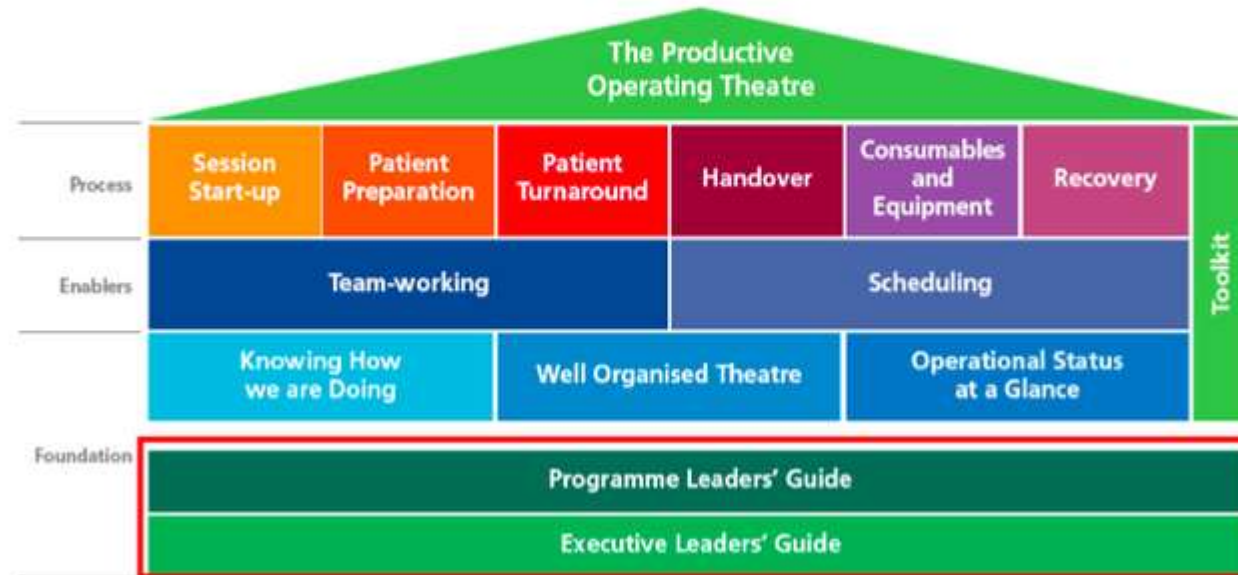 The Productive
Operating Theatre
Process
Session
Start-up
Patient
Preparation
Patient
Turnaround
Handover
Consumables
and
Equipment
Recovery
Toolkit
Enablers
Team-working
Scheduling
Knowing How
we are Doing
Well Organised Theatre
Operational Status
at a Glance
Foundation
Programme Leaders’ Guide
Executive Leaders’ Guide